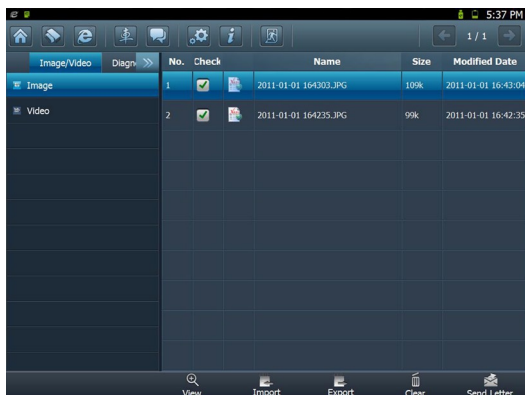 5:37 PM
1/1
Image/Video Diagn
No. Check Name Size Modified Date
Image
1 2011-01-01 164303.JPG 109k 2011-01-01 16:43:04
Video
2 2011-01-01 164235.JPG 99k 2011-01-01 16:42:35
View Import Export Clear Send Letter